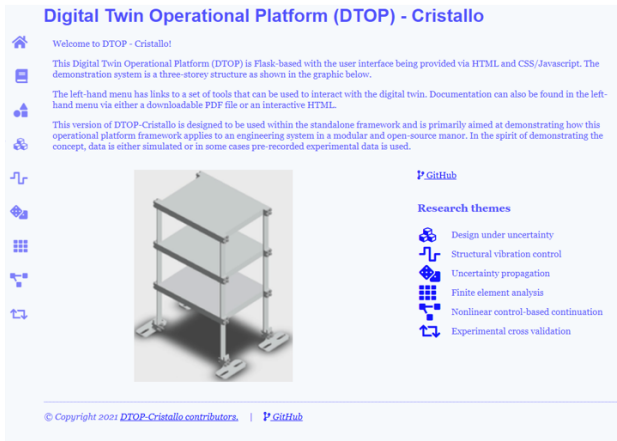 Digital Twin Operational Platform (DTOP) - Cristallo
Welcome to DTOP - Cristallo!
This Digital Twin Operational Platform (DTOP) is Flask-based with the user interface being provided via HTML and CSS/Javascript. The
demonstration system is a three-storey structure as shown in the graphic below.
The left-hand menu has links to a set of tools that can be used to interact with the digital twin. Documentation can also be found in the left-
hand menu via either a downloadable PDF file or an interactive HTML.
This version of DTOP-Cristallo is designed to be used within the standalone framework and is primarily aimed at demonstrating how this
operational platform framework applies to an engineering system in a modular and open-source manor. In the spirit of demonstrating the
concept, data is either simulated or in some cases pre-recorded experimental data is used.
GitHub
Research themes
Design under uncertainty
Structural vibration control
Uncertainty propagation
Finite element analysis
Nonlinear control-based continuation
Experimental cross validation
© Copyright 2021 DTOP-Cristallo contributors. | GitHub